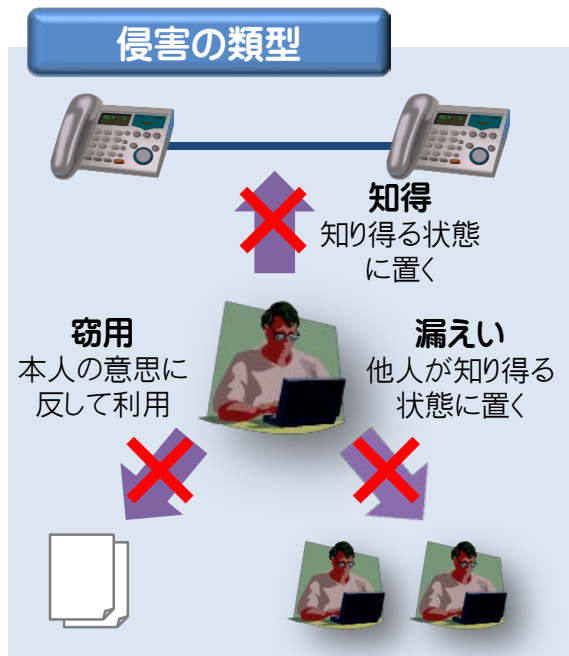 侵害の類型
知得
知り得る状態
に置く
窃用
本人の意思に
反して利用
漏えい
他人が知り得る
状態に置く